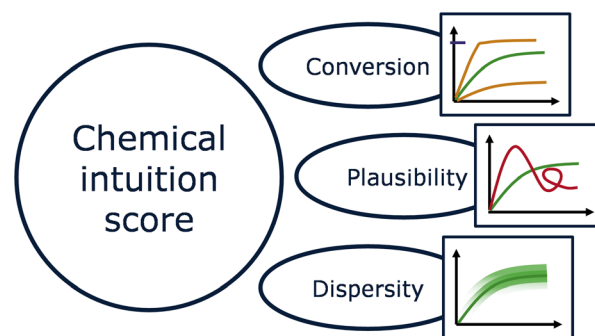 Chemical
intuition
score
Conversion
Plausibility
Dispersity